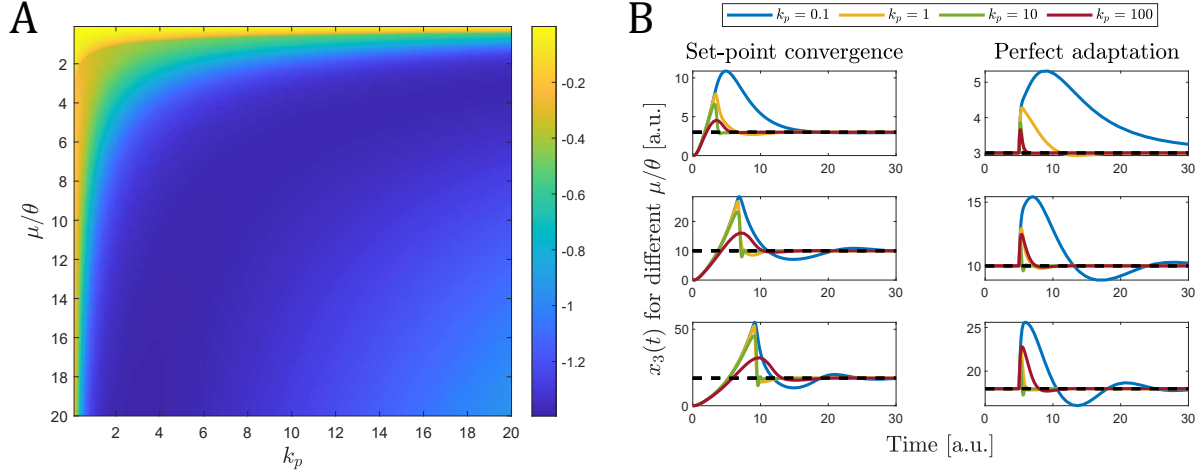 A
2
4
6
8
10
12
14
16
18
20
μ/θ
2 4 6 8 10 12 14 16 18 20
k_p
-0.2
-0.4
-0.6
-0.8
-1
-1.2
B
k_p = 0.1 k_p = 1 k_p = 10 k_p = 100
Set-point convergence
Perfect adaptation
x_3(t) for different μ/θ [a.u.]
10
5
0
0 10 20 30
5
4
3
0 10 20 30
20
10
0
0 10 20 30
15
10
0 10 20 30
50
0
0 10 20 30
25
20
0 10 20 30
Time [a.u.]